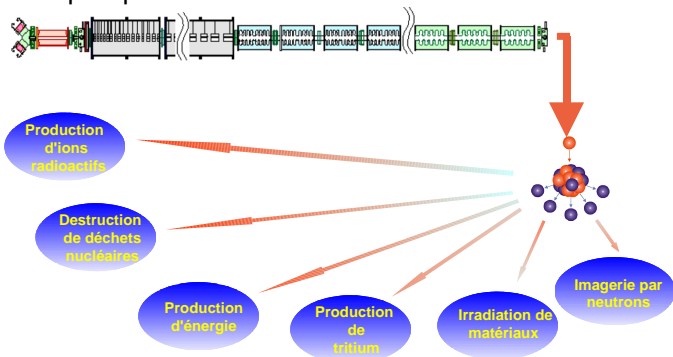 Production
d'ions
radioactifs
Destruction
de déchets
nucléaires
Production
d'énergie
Production
de
tritium
Irradiation de
matériaux
Imagerie par
neutrons